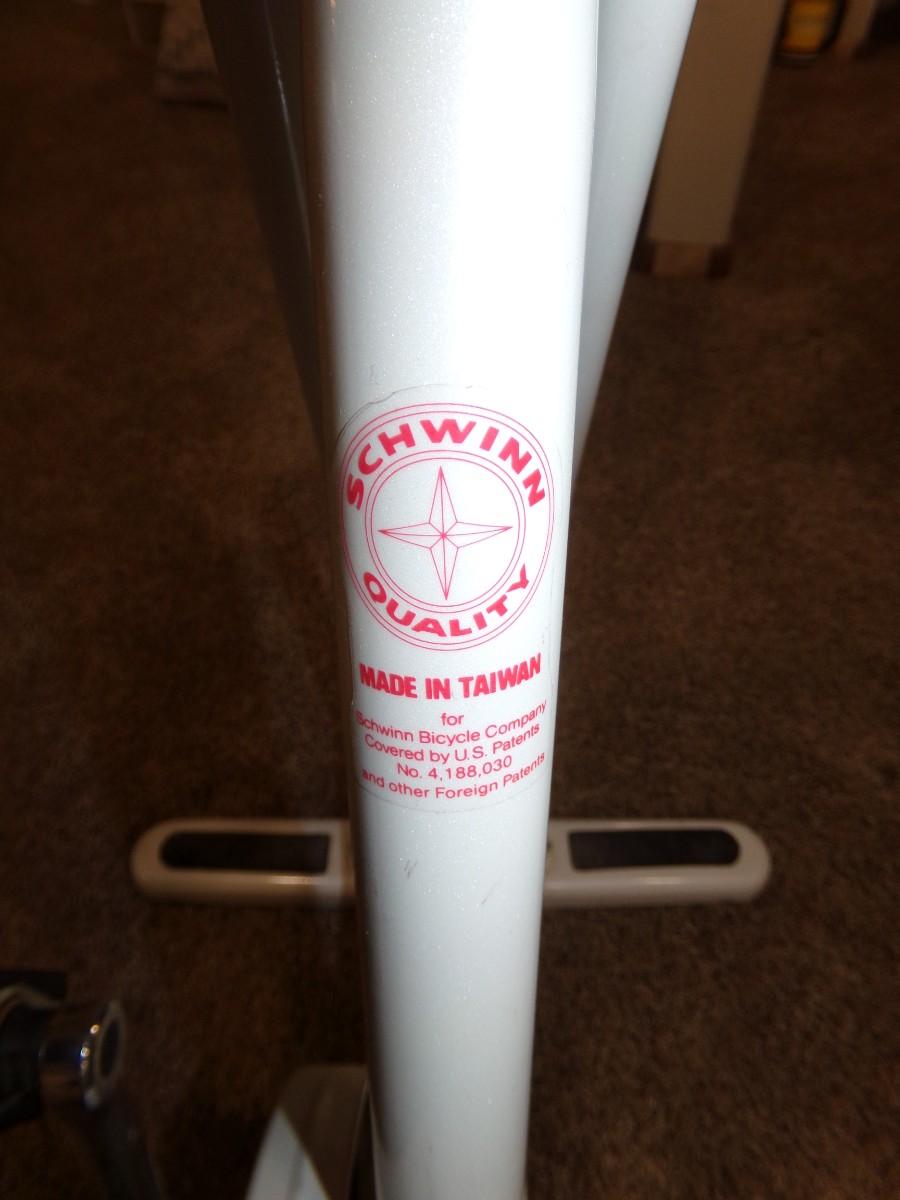 SCHWINN
QUALITY
MADE IN TAIWAN
for
Schwinn Bicycle Company
Covered by U.S. Patents
No. 4,188,030
and other Foreign Patents